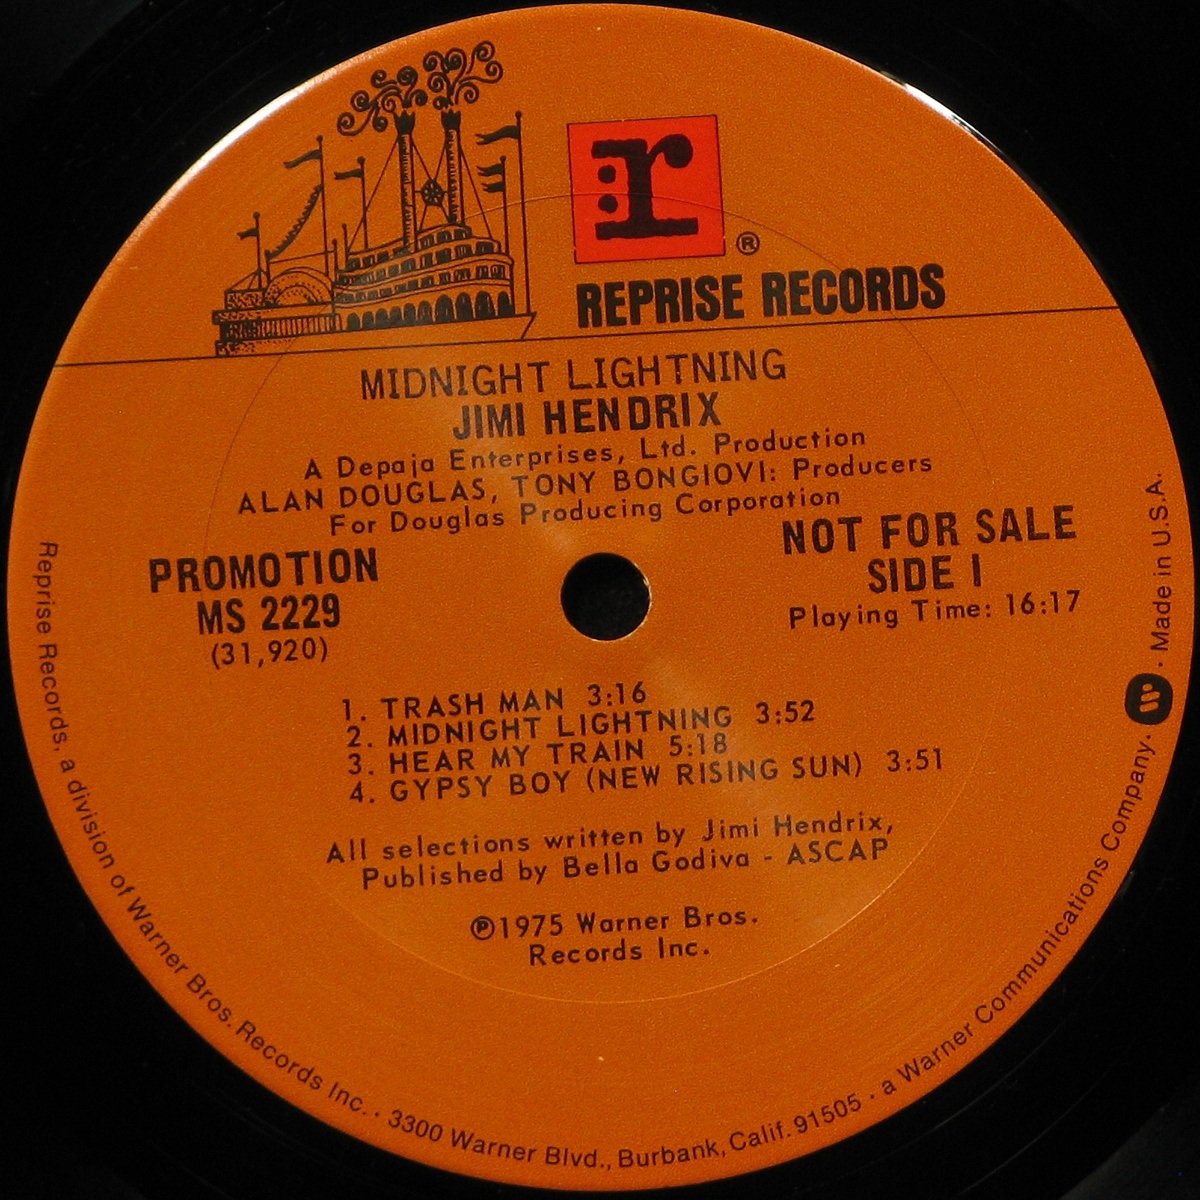 r
®
REPRISE RECORDS
MIDNIGHT LIGHTNING
JIMI HENDRIX
A Depaja Enterprises, Ltd. Production
ALAN DOUGLAS, TONY BONGIOVI: Producers
For Douglas Producing Corporation
PROMOTION
MS 2229
(31,920)
NOT FOR SALE
SIDE I
Playing Time: 16:17
1. TRASH MAN 3:16
2. MIDNIGHT LIGHTNING 3:52
3. HEAR MY TRAIN 5:18
4. GYPSY BOY (NEW RISING SUN) 3:51
All selections written by Jimi Hendrix,
Published by Bella Godiva - ASCAP
℗1975 Warner Bros.
Records Inc.
Reprise Records, a division of Warner Bros. Records Inc. · 3300 Warner Blvd., Burbank, Calif. 91505 · a Warner Communications Company. W · Made in U.S.A.